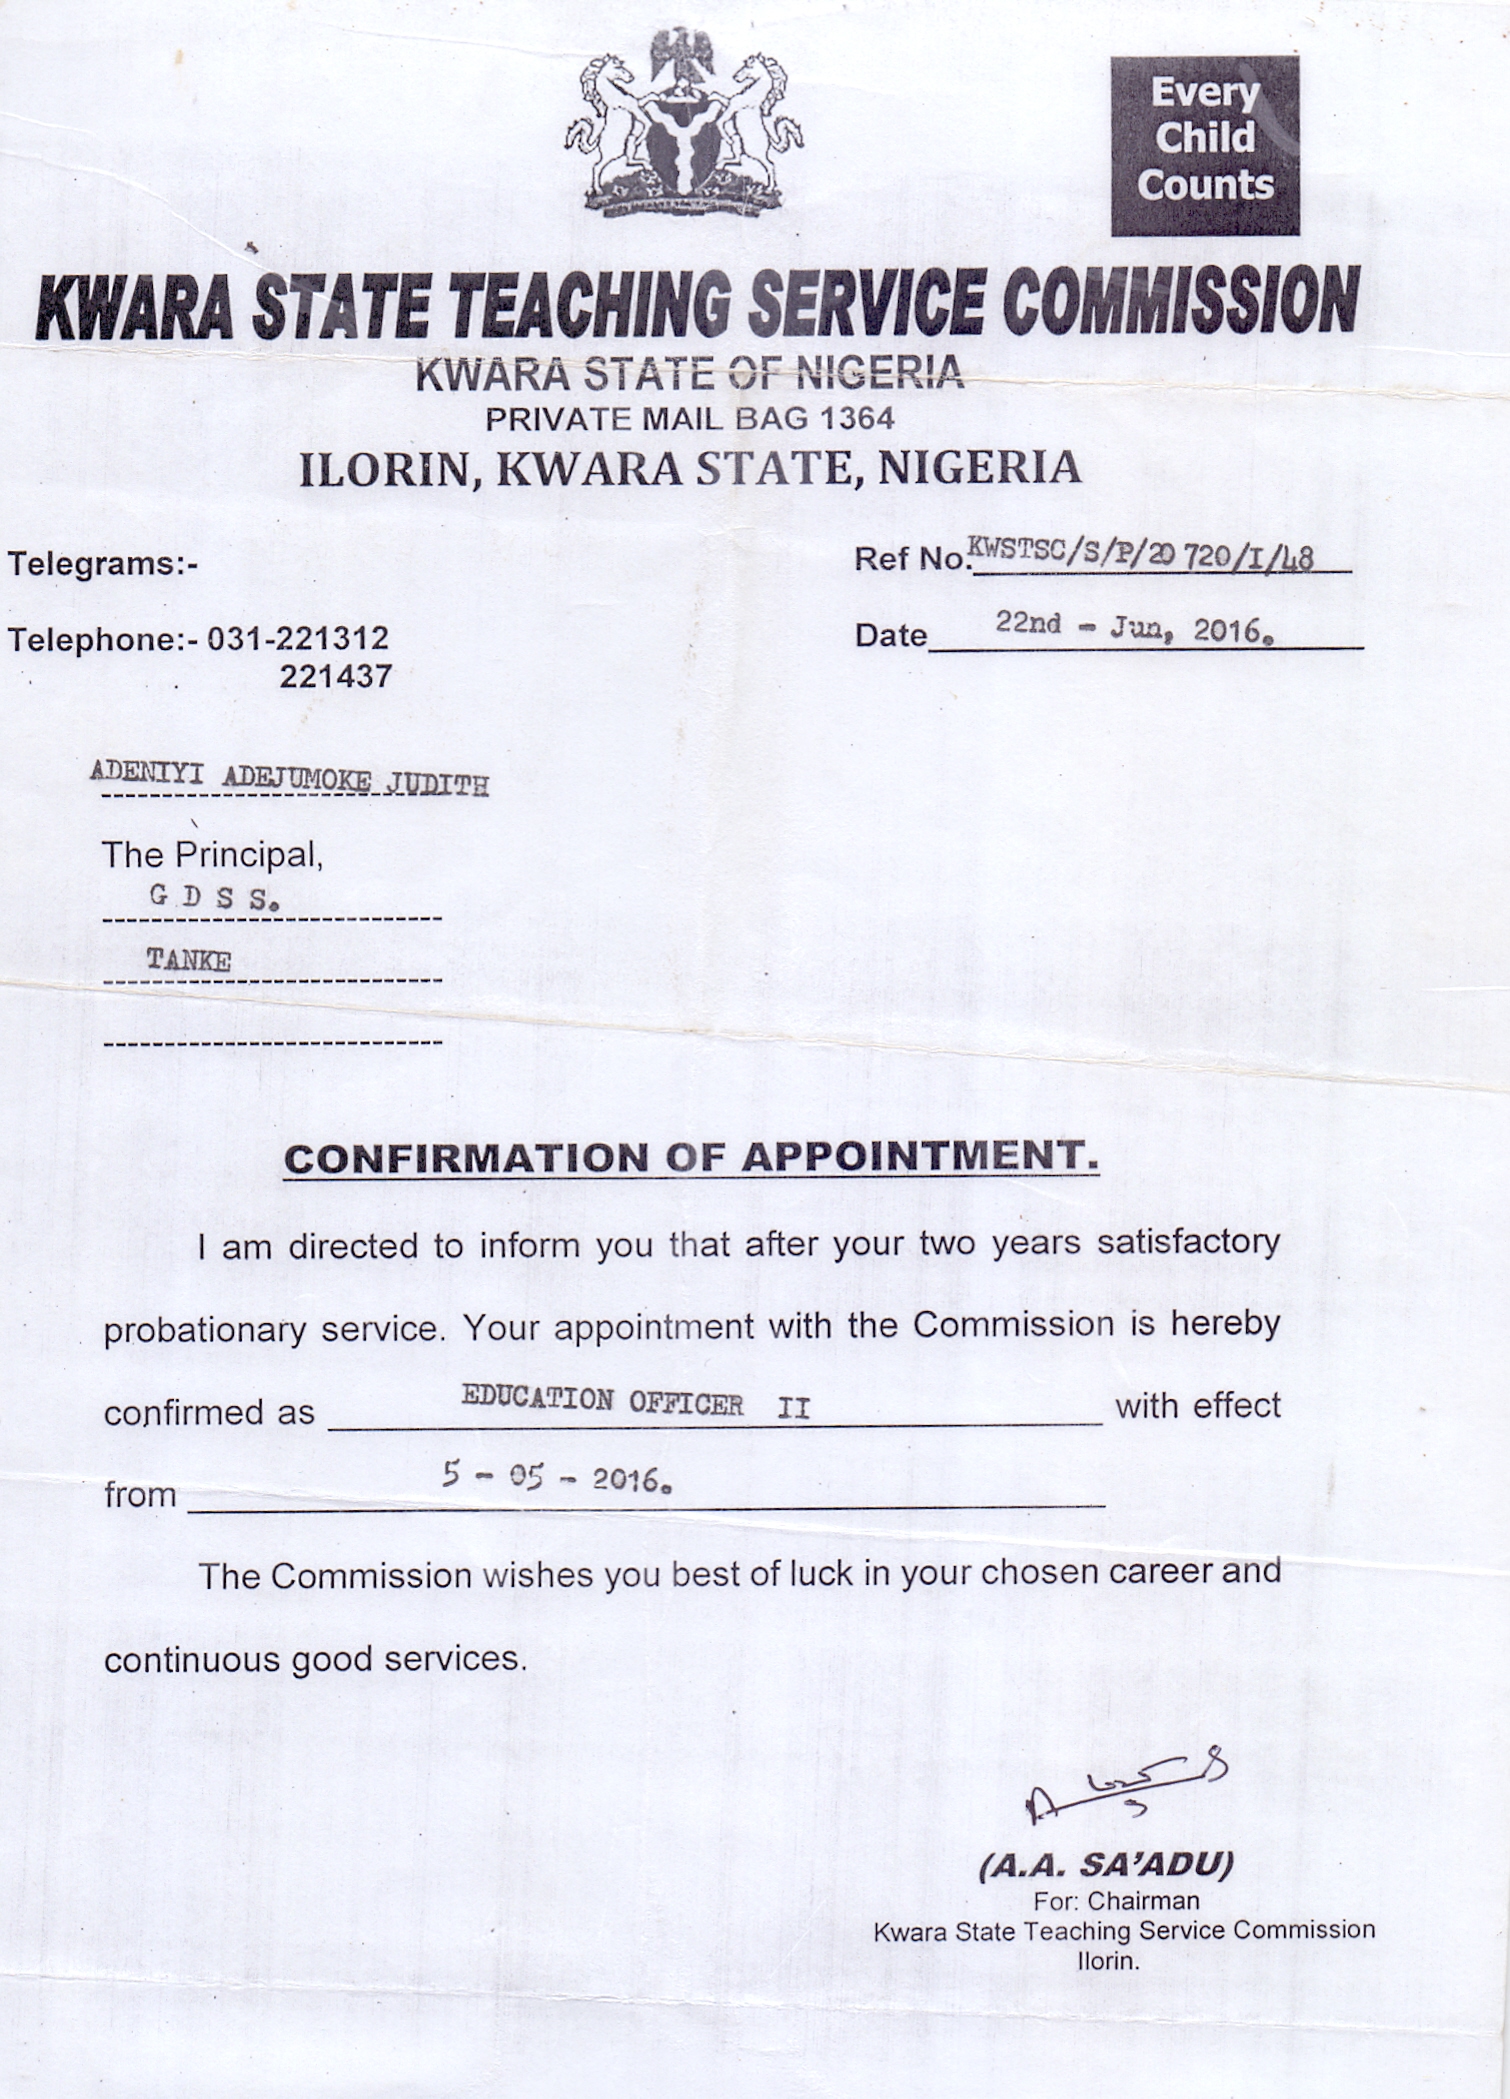 Every
Child
Counts
KWARA STATE TEACHING SERVICE COMMISSION
KWARA STATE OF NIGERIA
PRIVATE MAIL BAG 1364
ILORIN, KWARA STATE, NIGERIA
Telegrams:-
Ref No. KWSTSC/S/P/20 720/I/48
Telephone:- 031-221312
Date 22nd - Jun, 2016.
221437
ADENIYI ADEJUMOKE JUDITH
The Principal,
G D S S.
TANKE
CONFIRMATION OF APPOINTMENT.
I am directed to inform you that after your two years satisfactory
probationary service. Your appointment with the Commission is hereby
confirmed as EDUCATION OFFICER II with effect
from 5 - 05 - 2016.
The Commission wishes you best of luck in your chosen career and
continuous good services.
(A.A. SA'ADU)
For: Chairman
Kwara State Teaching Service Commission
Ilorin.